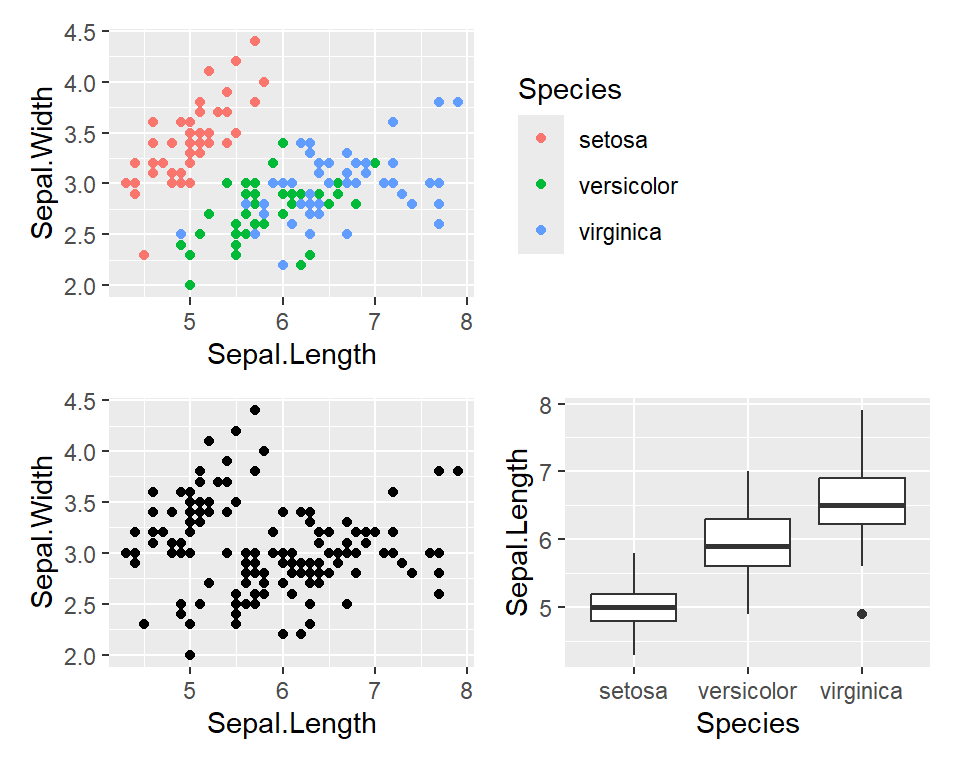 Sepal.Width
4.5
4.0
3.5
3.0
2.5
2.0
5 6 7 8
Sepal.Length
Species
setosa
versicolor
virginica
Sepal.Width
4.5
4.0
3.5
3.0
2.5
2.0
5 6 7 8
Sepal.Length
Sepal.Length
8
7
6
5
setosa versicolor virginica
Species